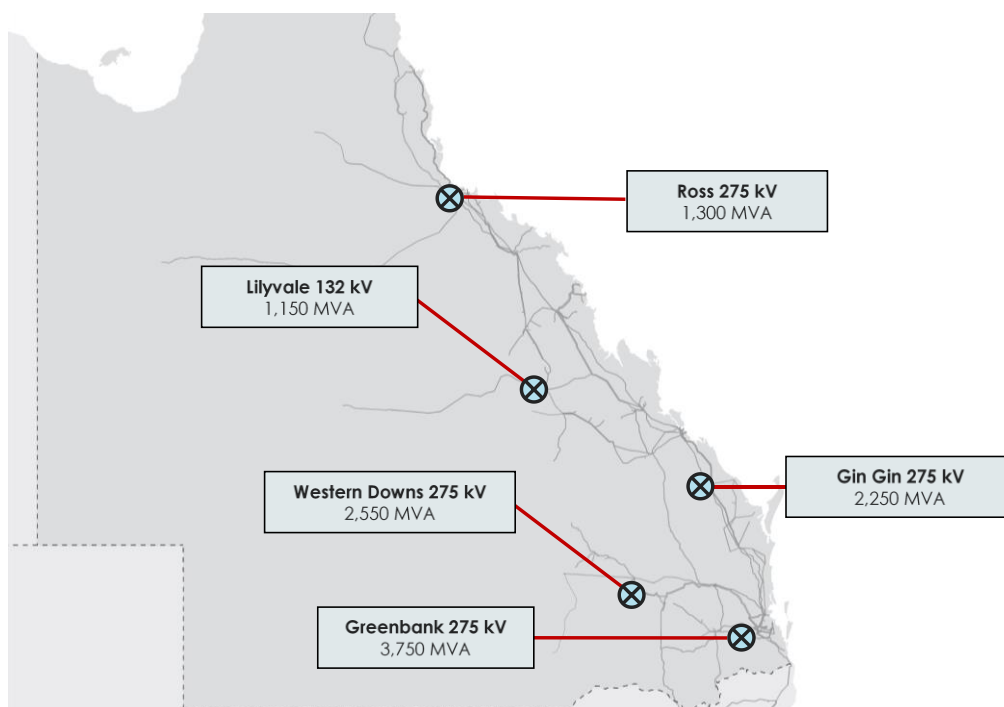 Ross 275 kV
1,300 MVA
Lilyvale 132 kV
1,150 MVA
Gin Gin 275 kV
2,250 MVA
Western Downs 275 kV
2,550 MVA
Greenbank 275 kV
3,750 MVA